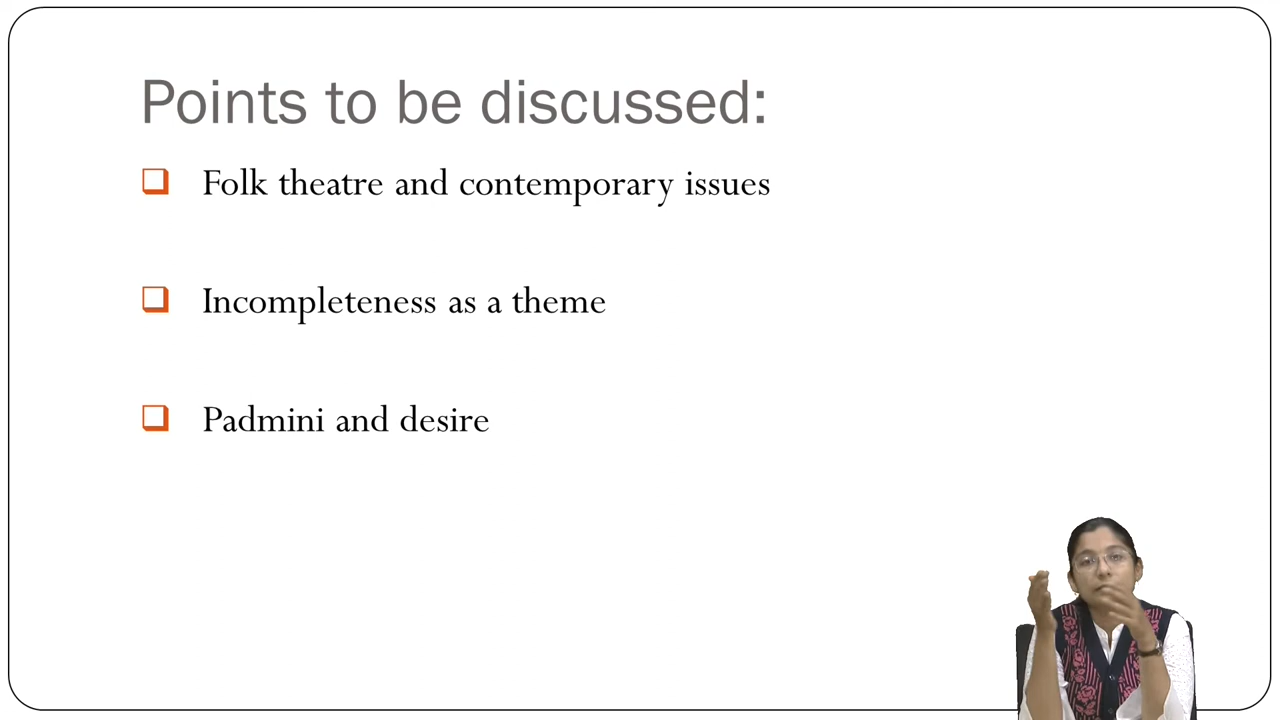 Points to be discussed:
Folk theatre and contemporary issues
Incompleteness as a theme
Padmini and desire